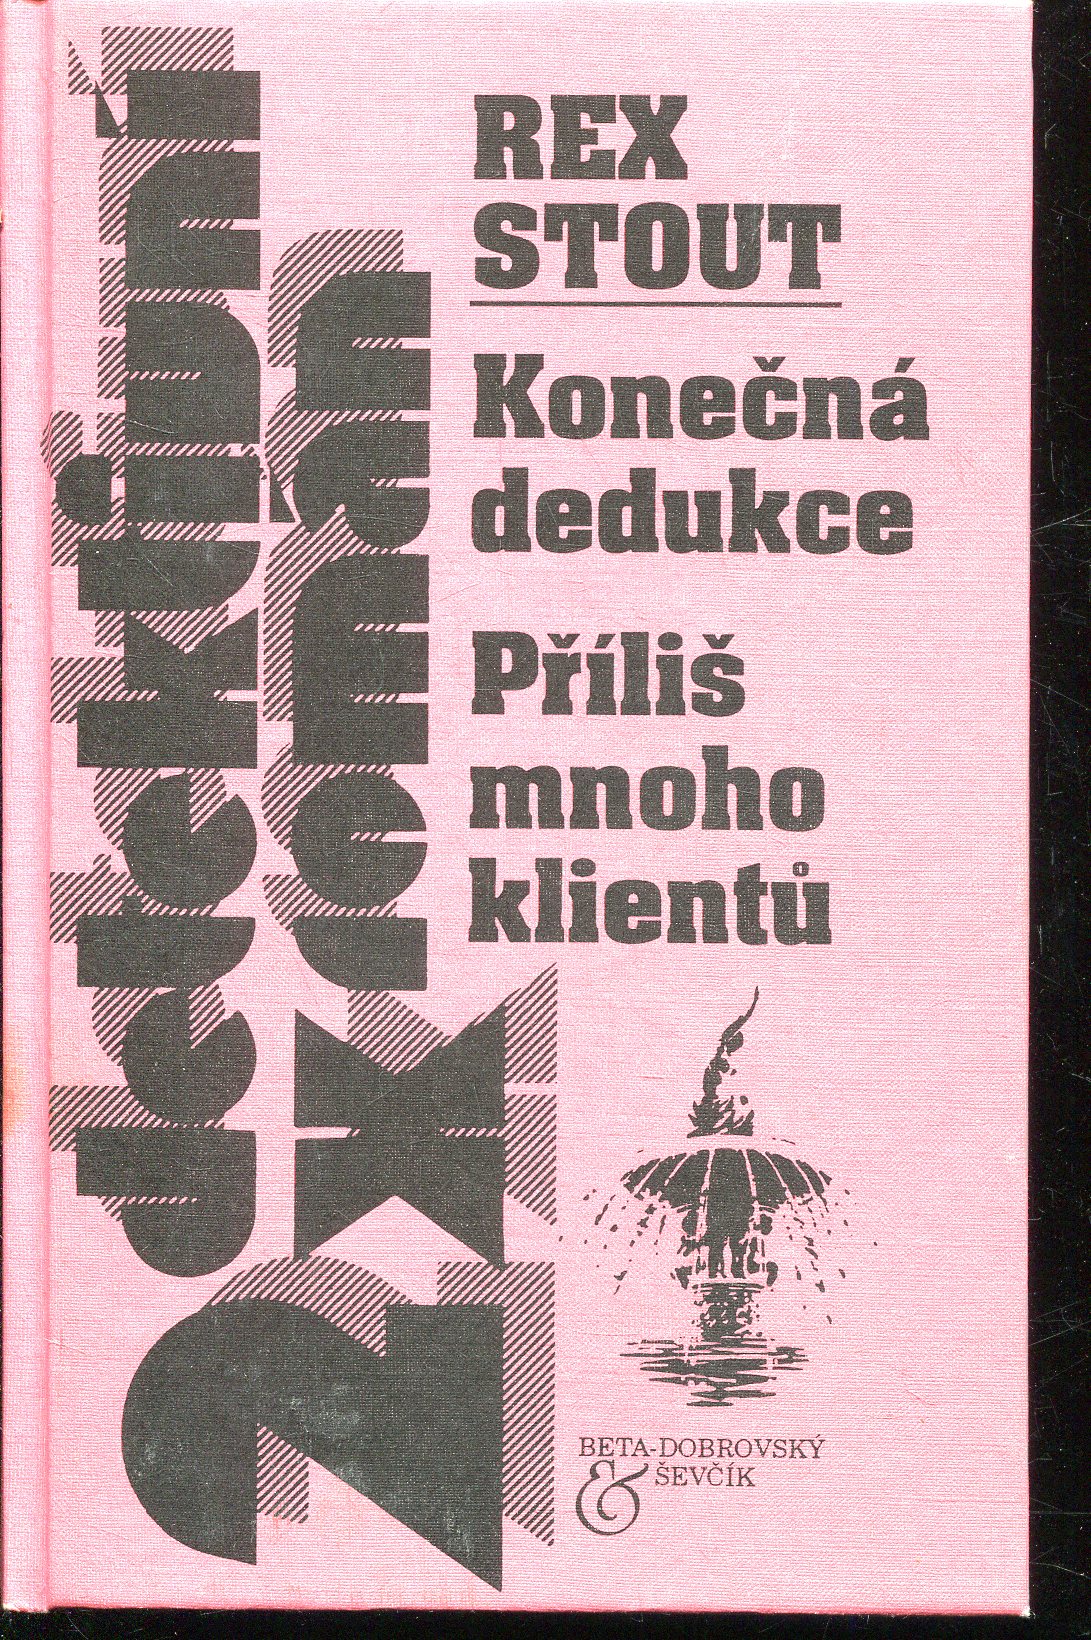 2x detektivní
román
REX
STOUT
Konečná
dedukce
Příliš
mnoho
klientů
BETA-DOBROVSKÝ
& ŠEVČÍK